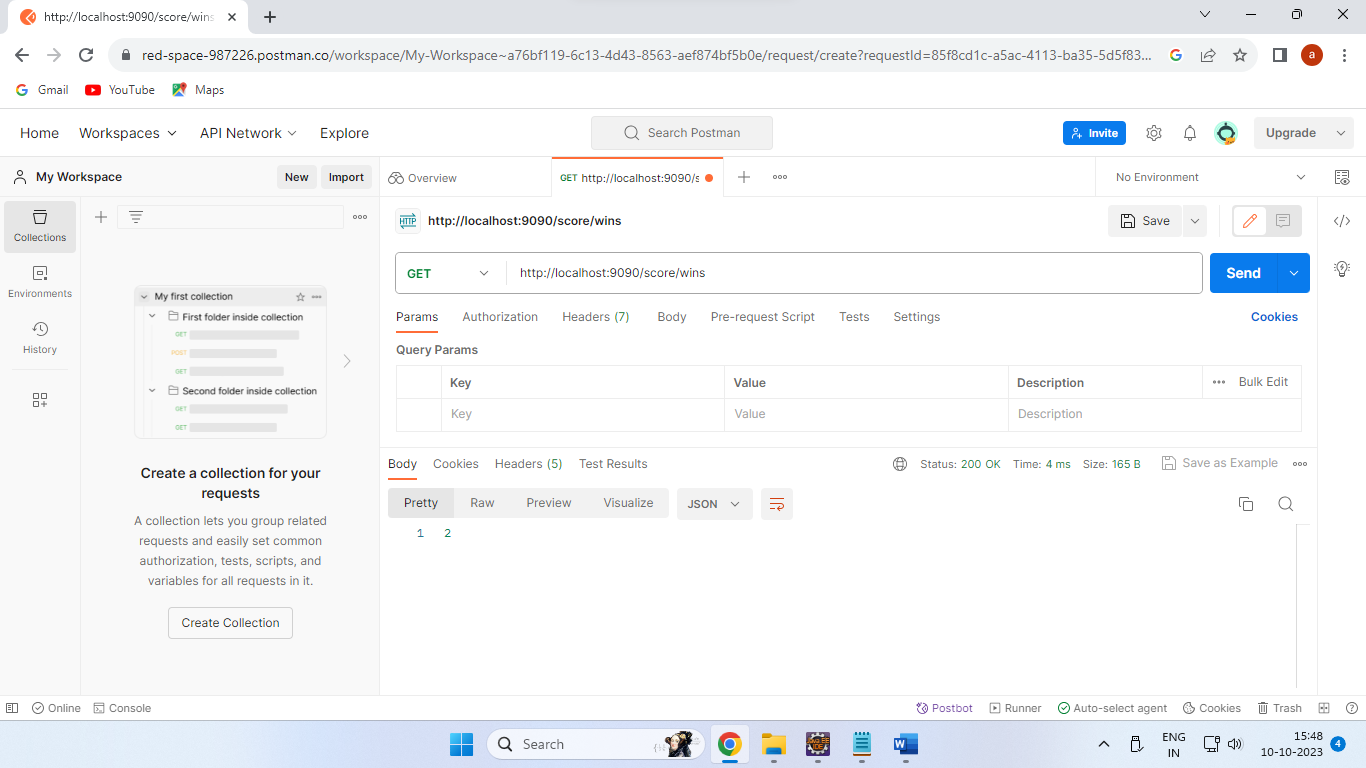 http://localhost:9090/score/wins
red-space-987226.postman.co/workspace/My-Workspace~a76bf119-6c13-4d43-8563-aef874bf5b0e/request/create?requestId=85f8cd1c-a5ac-4113-ba35-5d5f83...
a
Gmail YouTube Maps
Home Workspaces API Network Explore Search Postman Invite Upgrade
My Workspace New Import Overview GET http://localhost:9090/s No Environment
Collections
Environments
History
My first collection
First folder inside collection
GET
POST
GET
Second folder inside collection
GET
GET
Create a collection for your
requests
A collection lets you group related
requests and easily set common
authorization, tests, scripts, and
variables for all requests in it.
Create Collection
HTTP http://localhost:9090/score/wins Save
GET http://localhost:9090/score/wins Send
Params Authorization Headers (7) Body Pre-request Script Tests Settings Cookies
Query Params
Key Value Description Bulk Edit
Key Value Description
Body Cookies Headers (5) Test Results Status: 200 OK Time: 4 ms Size: 165 B Save as Example
Pretty Raw Preview Visualize JSON
1 2
Online Console Postbot Runner Auto-select agent Cookies Trash
Search ENG 15:48
IN 10-10-2023 4